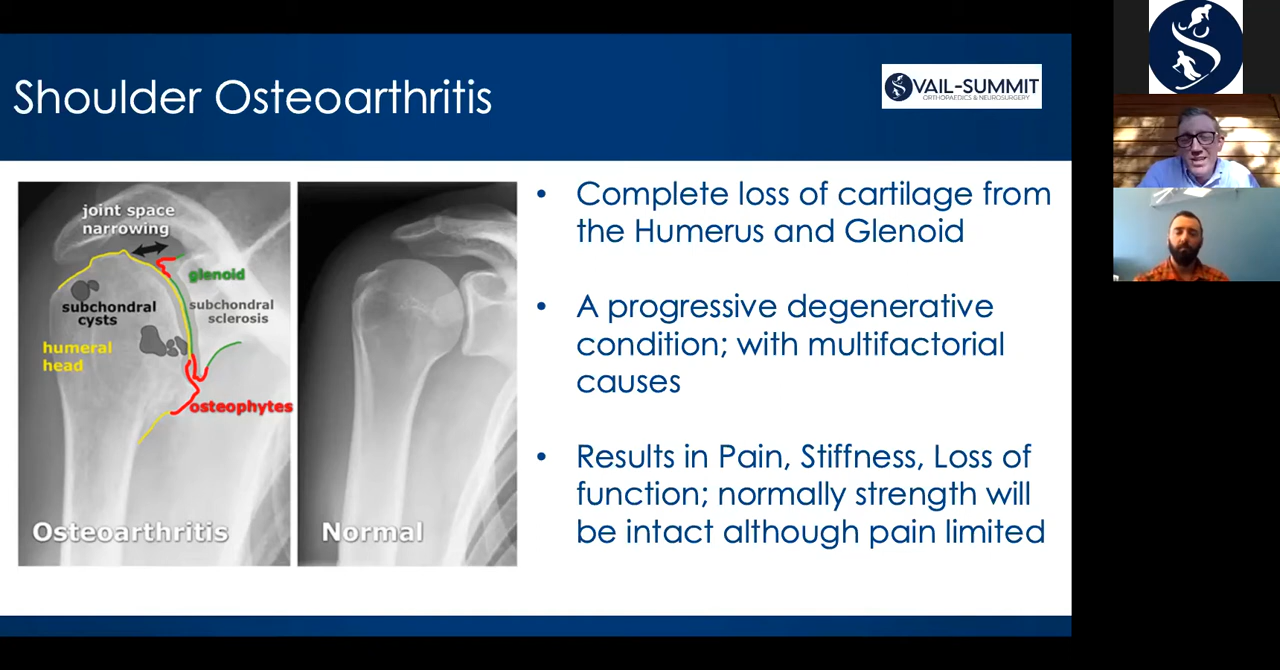 Shoulder Osteoarthritis
VAIL-SUMMIT
ORTHOPAEDICS & NEUROSURGERY
joint space
narrowing
glenoid
subchondral
cysts
subchondral
sclerosis
humeral
head
osteophytes
Osteoarthritis
Normal
• Complete loss of cartilage from
the Humerus and Glenoid
• A progressive degenerative
condition; with multifactorial
causes
• Results in Pain, Stiffness, Loss of
function; normally strength will
be intact although pain limited